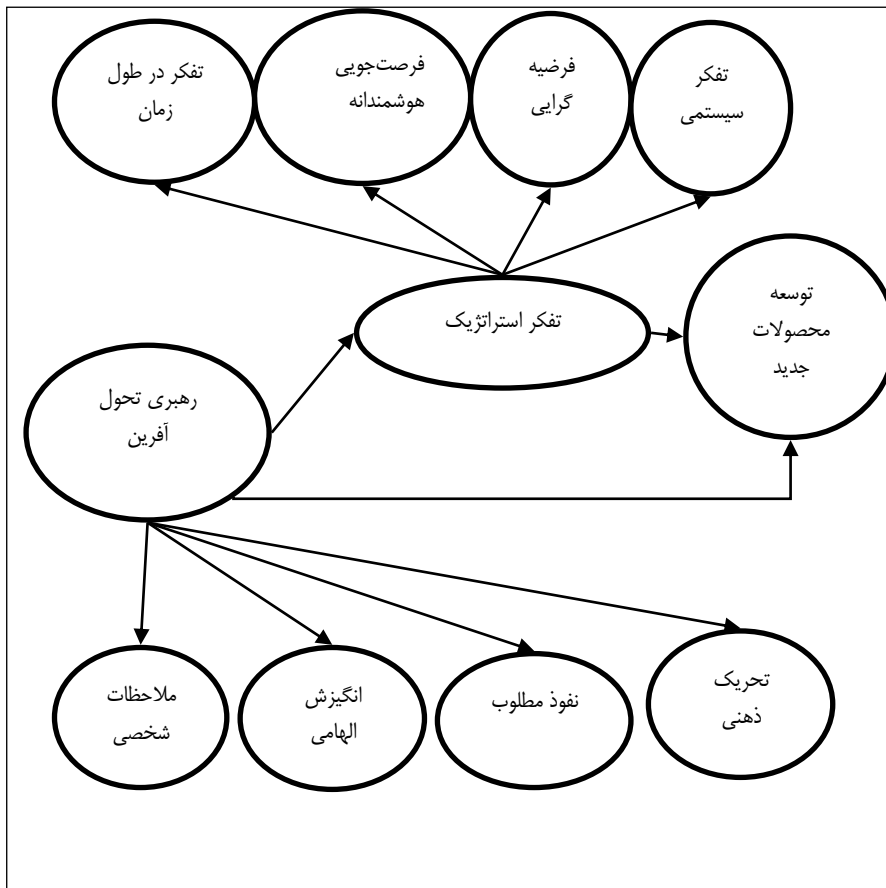 تفکر
سیستمی
فرضیه
گرایی
فرصت‌جویی
هوشمندانه
تفکر در طول
زمان
توسعه
محصولات
جدید
تفکر استراتژیک
رهبری تحول
آفرین
تحریک
ذهنی
نفوذ مطلوب
انگیزش
الهامی
ملاحظات
شخصی